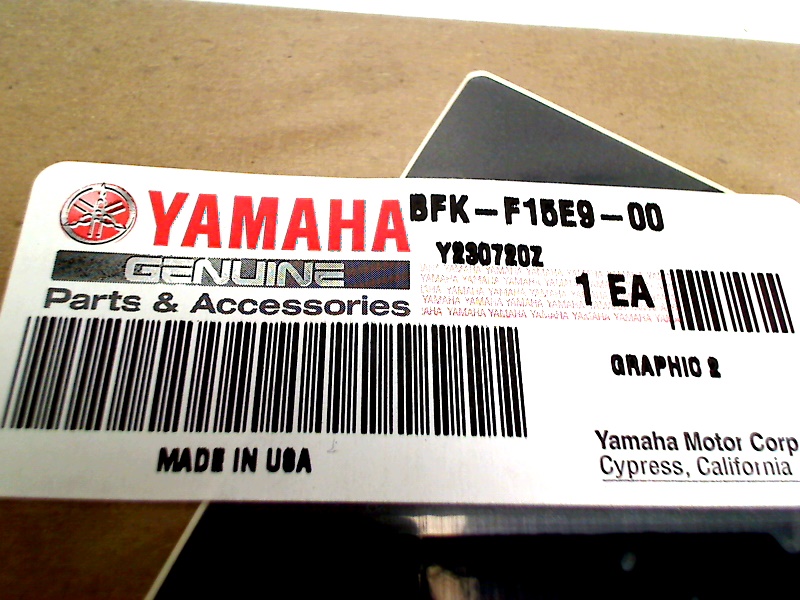 YAMAHA
GENUINE
Parts & Accessories
BFK-F15E9-00
Y230720Z
1 EA
GRAPHIC 2
MADE IN USA
Yamaha Motor Corp
Cypress, California